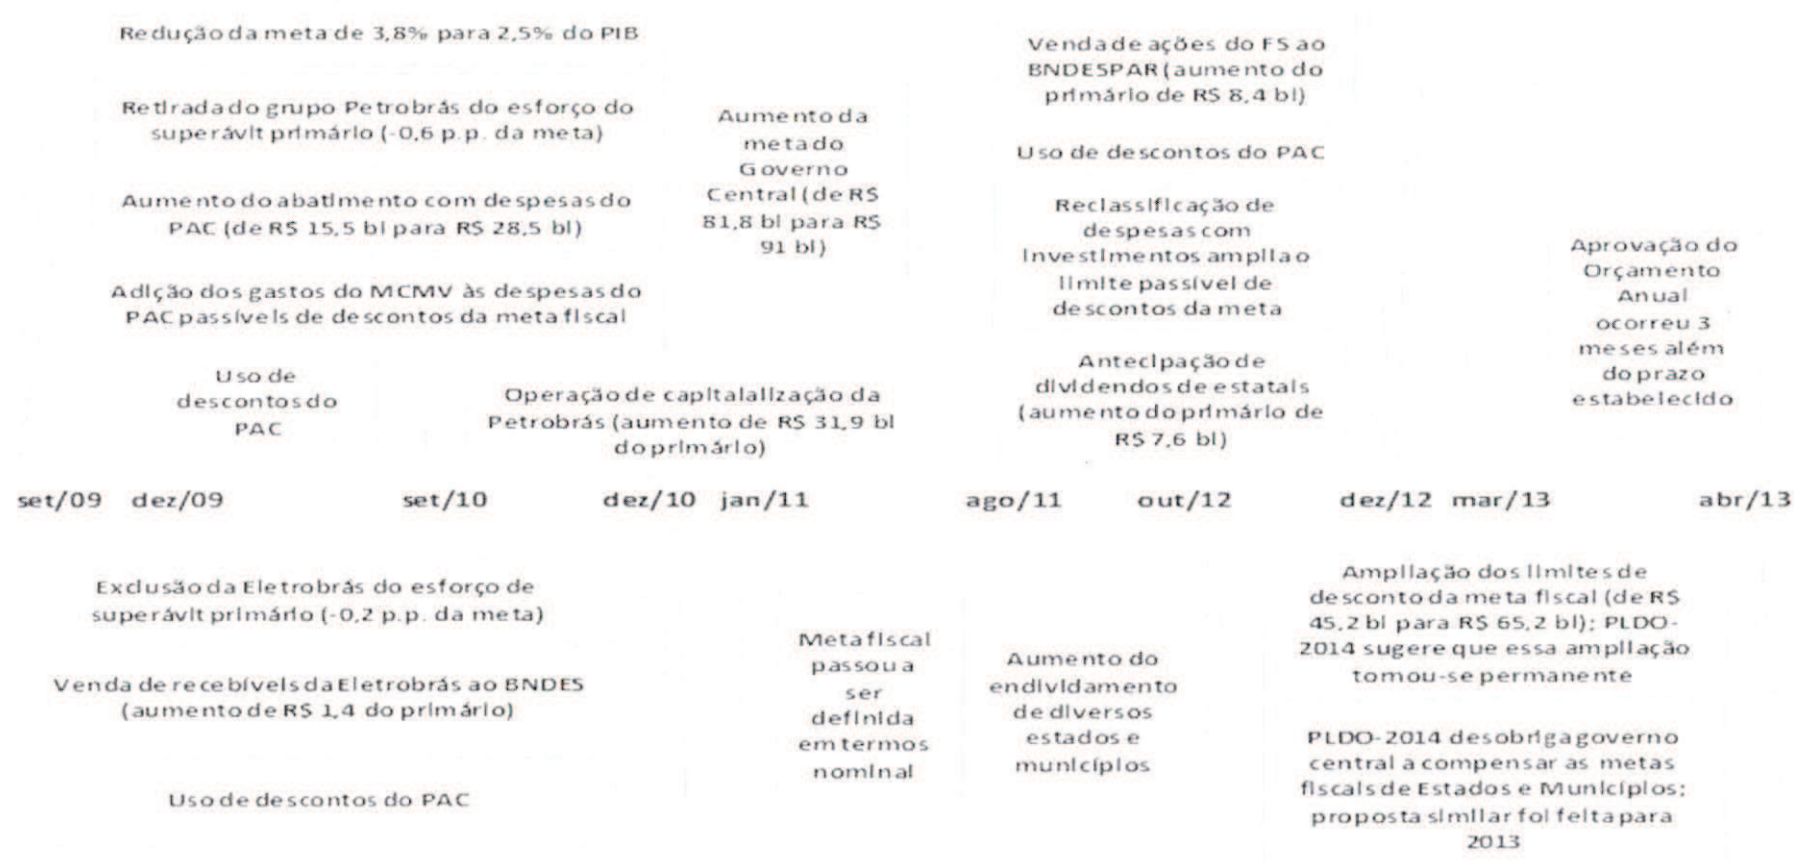 Redução da meta de 3,8% para 2,5% do PIB
Retirada do grupo Petrobrás do esforço do
superávit primário (-0,6 p.p. da meta)
Aumento do abatimento com despesas do
PAC (de R$ 15,5 bi para R$ 28,5 bi)
Adição dos gastos do MCMV às despesas do
PAC passíveis de descontos da meta fiscal
Uso de
descontos do
PAC
Operação de capitalalização da
Petrobrás (aumento de R$ 31,9 bi
do primário)
Aumento da
meta do
Governo
Central (de R$
81,8 bi para R$
91 bi)
Venda de ações do FS ao
BNDESPAR (aumento do
primário de R$ 8,4 bi)
Uso de descontos do PAC
Reclassificação de
despesas com
investimentos amplia o
limite passível de
descontos da meta
Antecipação de
dividendos de estatais
(aumento do primário de
R$ 7,6 bi)
Aprovação do
Orçamento
Anual
ocorreu 3
meses além
do prazo
estabelecido
set/09 dez/09 set/10 dez/10 jan/11 ago/11 out/12 dez/12 mar/13 abr/13
Exclusão da Eletrobrás do esforço de
superávit primário (-0,2 p.p. da meta)
Venda de recebíveis da Eletrobrás ao BNDES
(aumento de R$ 1,4 do primário)
Uso de descontos do PAC
Meta fiscal
passou a
ser
definida
em termos
nominal
Aumento do
endividamento
de diversos
estados e
municípios
Ampliação dos limites de
desconto da meta fiscal (de R$
45,2 bi para R$ 65,2 bi); PLDO-
2014 sugere que essa ampliação
tornou-se permanente
PLDO-2014 desobriga governo
central a compensar as metas
fiscais de Estados e Municípios;
proposta similar foi feita para
2013